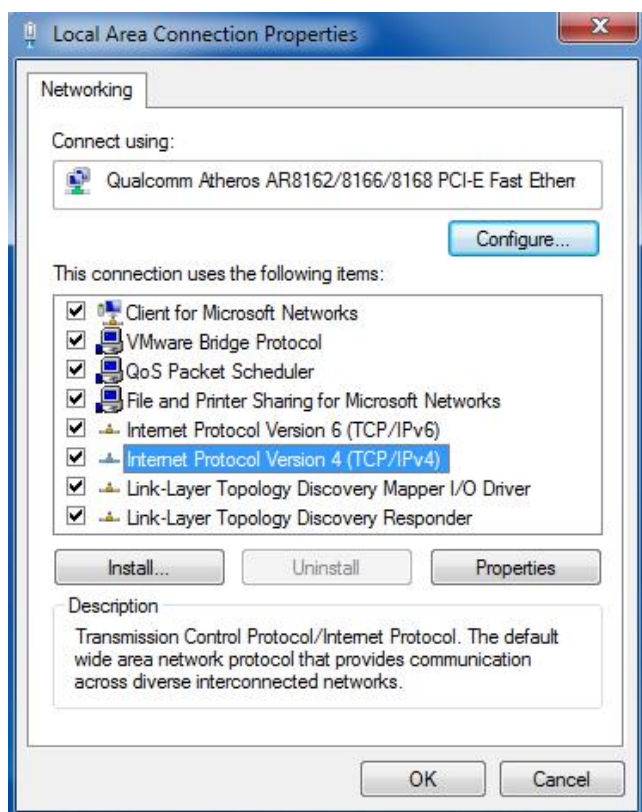 Local Area Connection Properties
Networking
Connect using:
Qualcomm Atheros AR8162/8166/8168 PCI-E Fast Ethern
Configure...
This connection uses the following items:
Client for Microsoft Networks
VMware Bridge Protocol
QoS Packet Scheduler
File and Printer Sharing for Microsoft Networks
Internet Protocol Version 6 (TCP/IPv6)
Internet Protocol Version 4 (TCP/IPv4)
Link-Layer Topology Discovery Mapper I/O Driver
Link-Layer Topology Discovery Responder
Install...
Uninstall
Properties
Description
Transmission Control Protocol/Internet Protocol. The default
wide area network protocol that provides communication
across diverse interconnected networks.
OK
Cancel